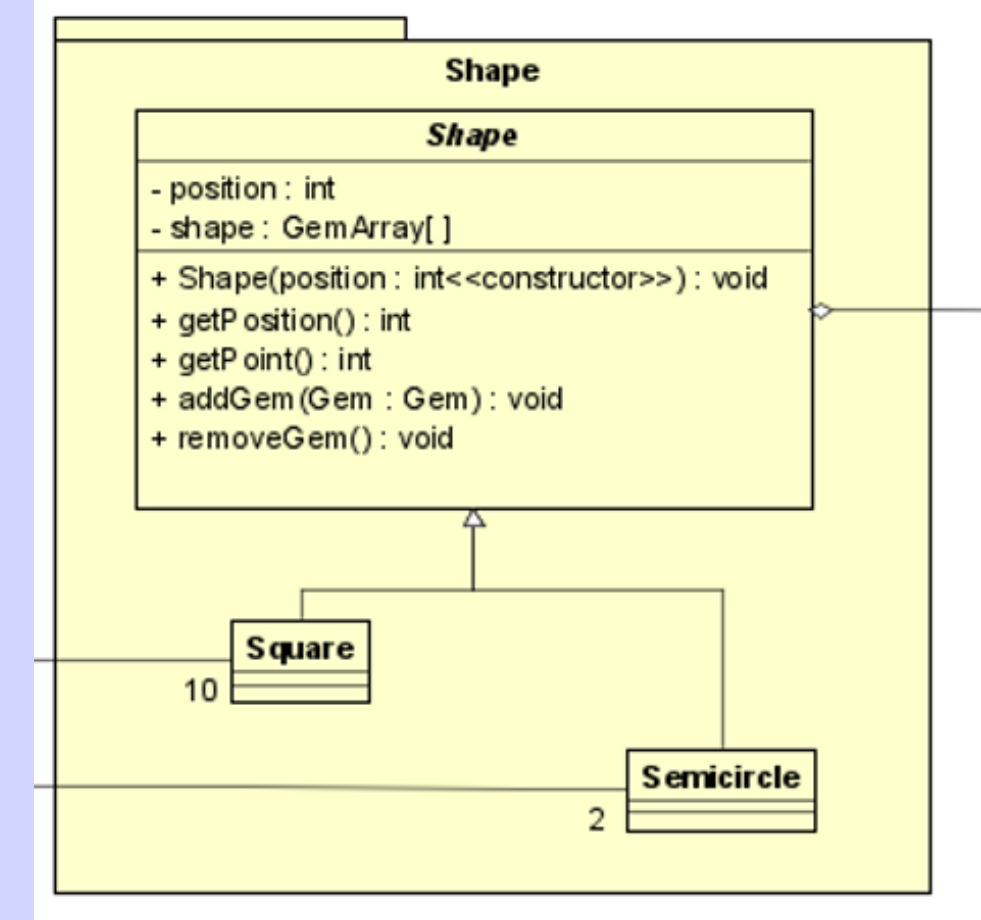 Shape
Shape
- position : int
- shape : GemArray[ ]
+ Shape(position : int<<constructor>>) : void
+ getPosition() : int
+ getPoint() : int
+ addGem(Gem : Gem) : void
+ removeGem() : void
Square
10
Semicircle
2